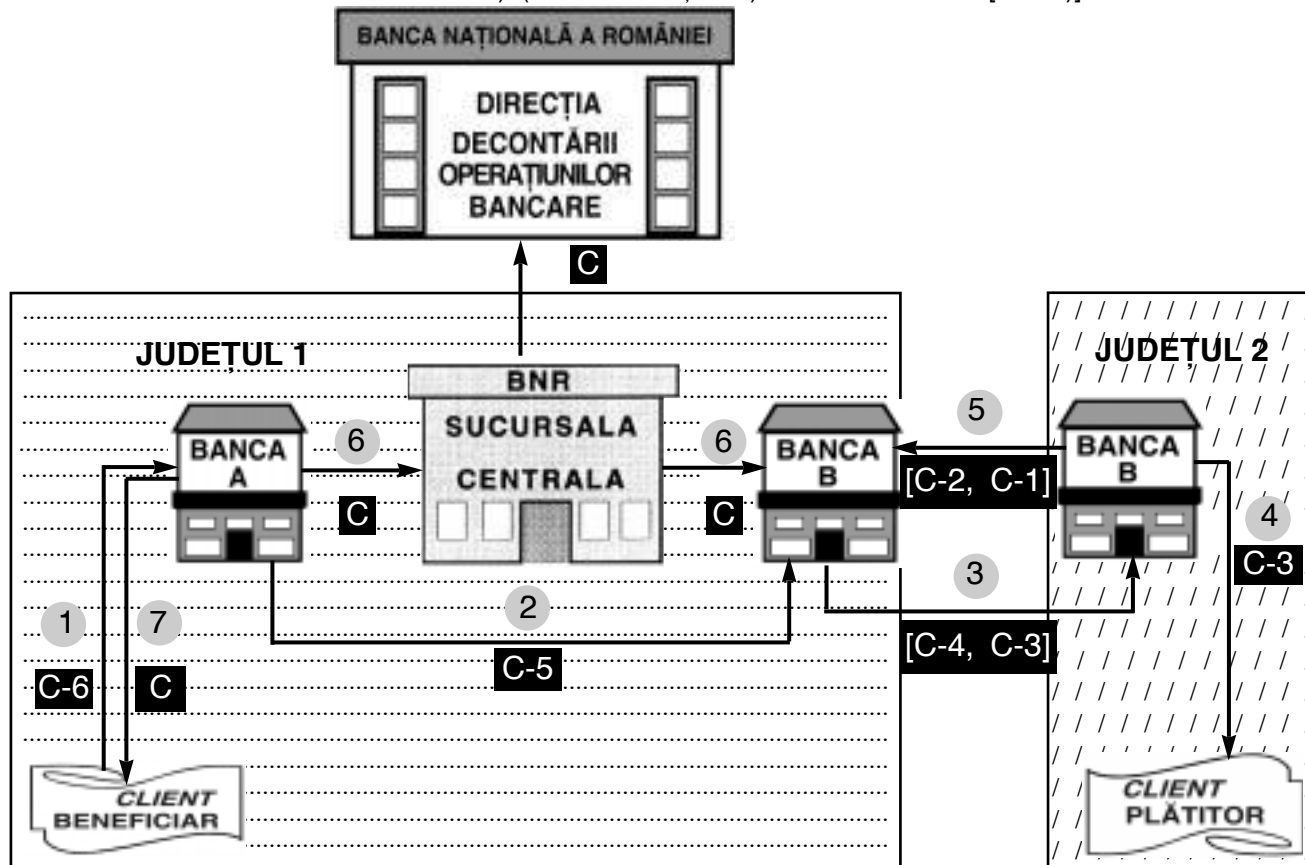 BANCA NAȚIONALĂ A ROMÂNIEI
DIRECȚIA
DECONTĂRII
OPERAȚIUNILOR
BANCARE
C
JUDEȚUL 1
JUDEȚUL 2
BNR
SUCURSALA
CENTRALA
BANCA
A
6
C
6
C
BANCA
B
5
[C-2, C-1]
BANCA
B
4
C-3
3
[C-4, C-3]
2
C-5
1
C-6
7
C
CLIENT
BENEFICIAR
CLIENT
PLĂTITOR